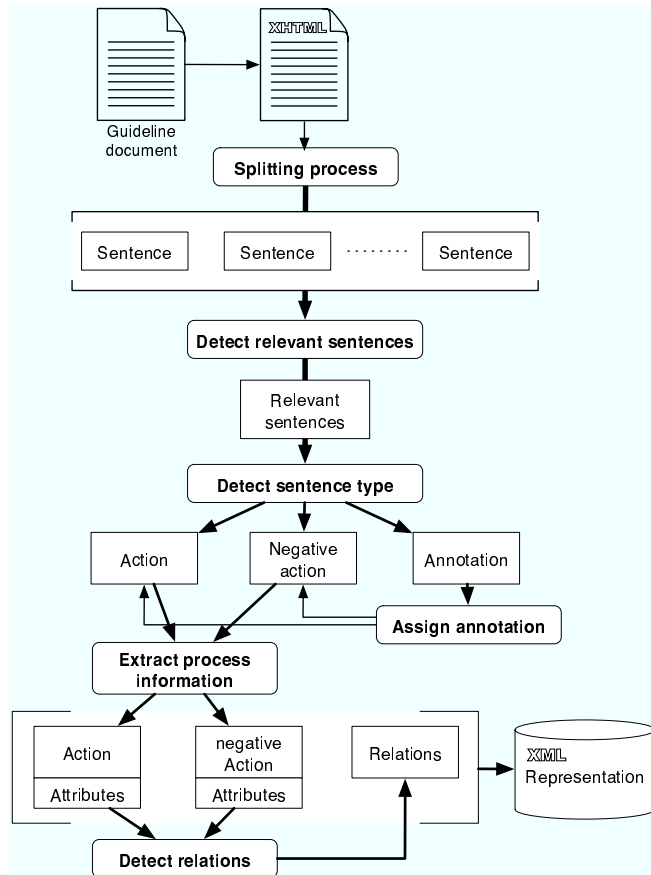 XHTML
Guideline
document
Splitting process
Sentence
Sentence
Sentence
Detect relevant sentences
Relevant
sentences
Detect sentence type
Action
Negative
action
Annotation
Assign annotation
Extract process
information
Action
Attributes
negative
Action
Attributes
Relations
XML
Representation
Detect relations